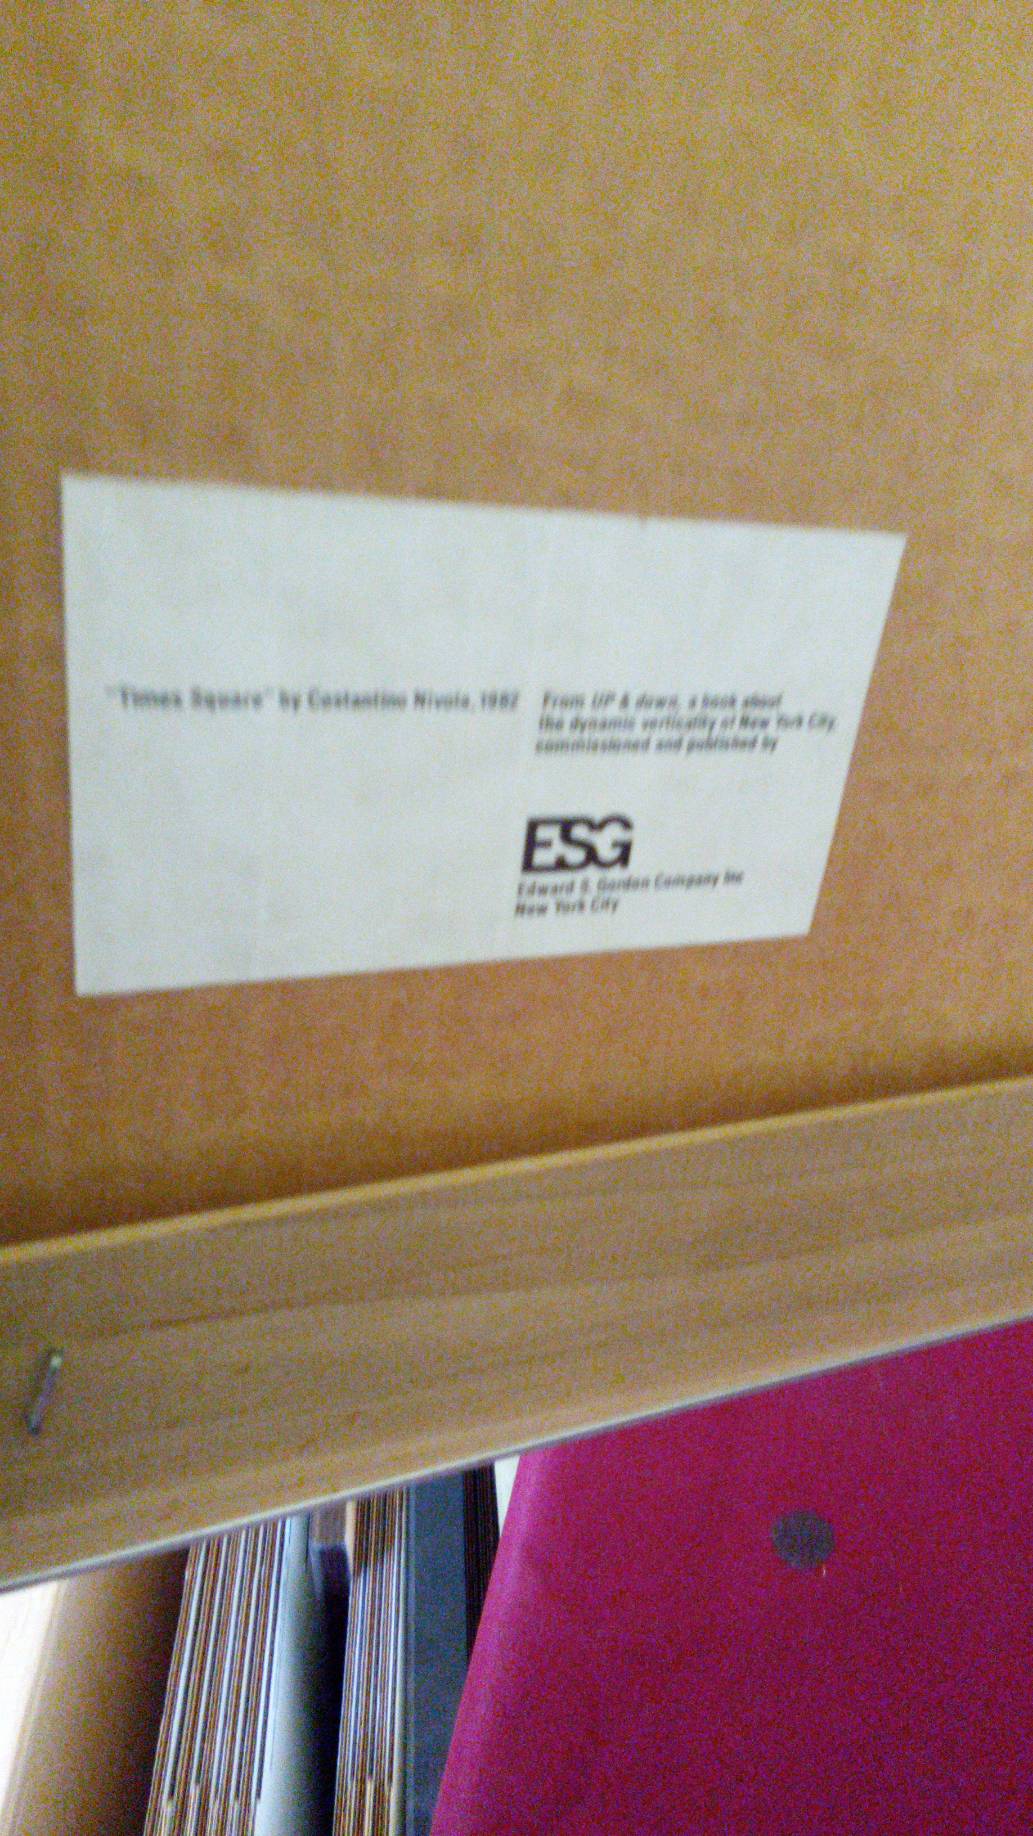 "Times Square" by Costantino Nivola, 1982
From UP & down, a book about
the dynamic verticality of New York City,
commissioned and published by
ESG
Edward S. Gordon Company Inc
New York City